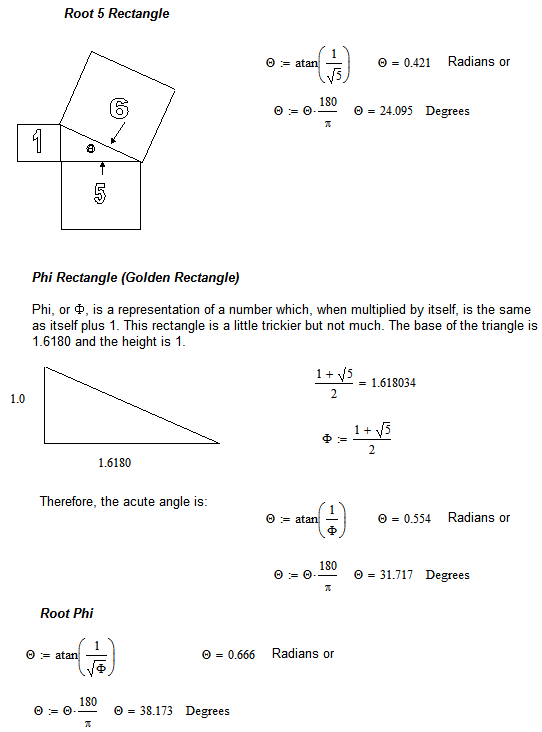 Root 5 Rectangle
Θ := atan(1/√5) Θ = 0.421 Radians or
Θ := Θ·180/π Θ = 24.095 Degrees
6
1
Θ
5
Phi Rectangle (Golden Rectangle)
Phi, or Φ, is a representation of a number which, when multiplied by itself, is the same
as itself plus 1. This rectangle is a little trickier but not much. The base of the triangle is
1.6180 and the height is 1.
1.0
1.6180
(1 + √5)/2 = 1.618034
Φ := (1 + √5)/2
Therefore, the acute angle is:
Θ := atan(1/Φ) Θ = 0.554 Radians or
Θ := Θ·180/π Θ = 31.717 Degrees
Root Phi
Θ := atan(1/√Φ) Θ = 0.666 Radians or
Θ := Θ·180/π Θ = 38.173 Degrees